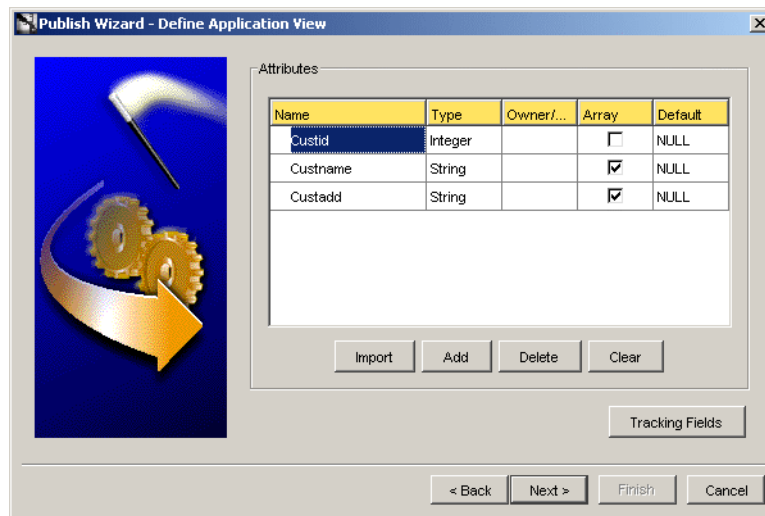 Publish Wizard - Define Application View
Attributes
Name Type Owner/... Array Default
Custid Integer NULL
Custname String NULL
Custadd String NULL
Import Add Delete Clear
Tracking Fields
< Back Next > Finish Cancel